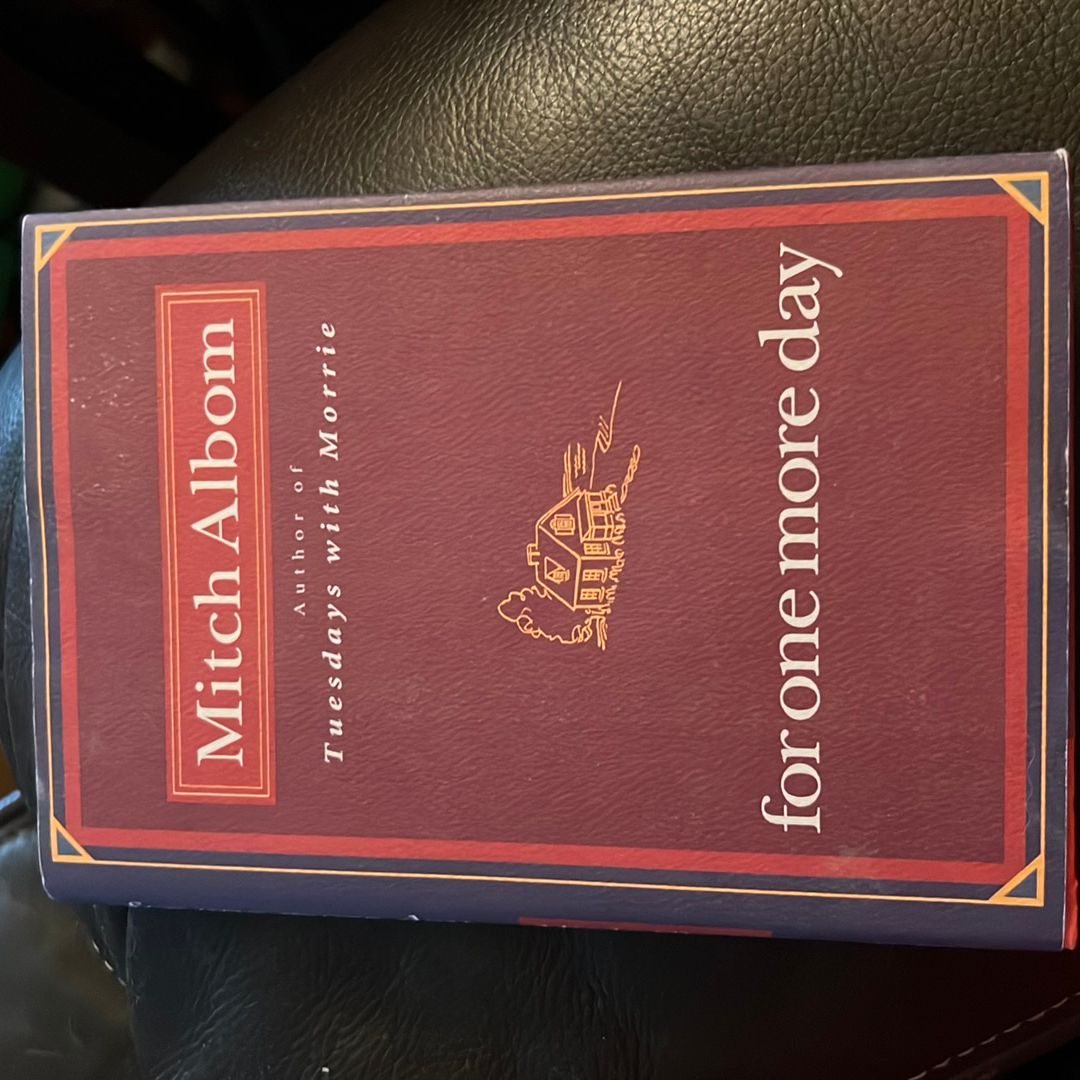 Mitch Albom
Author of
Tuesdays with Morrie
for one more day